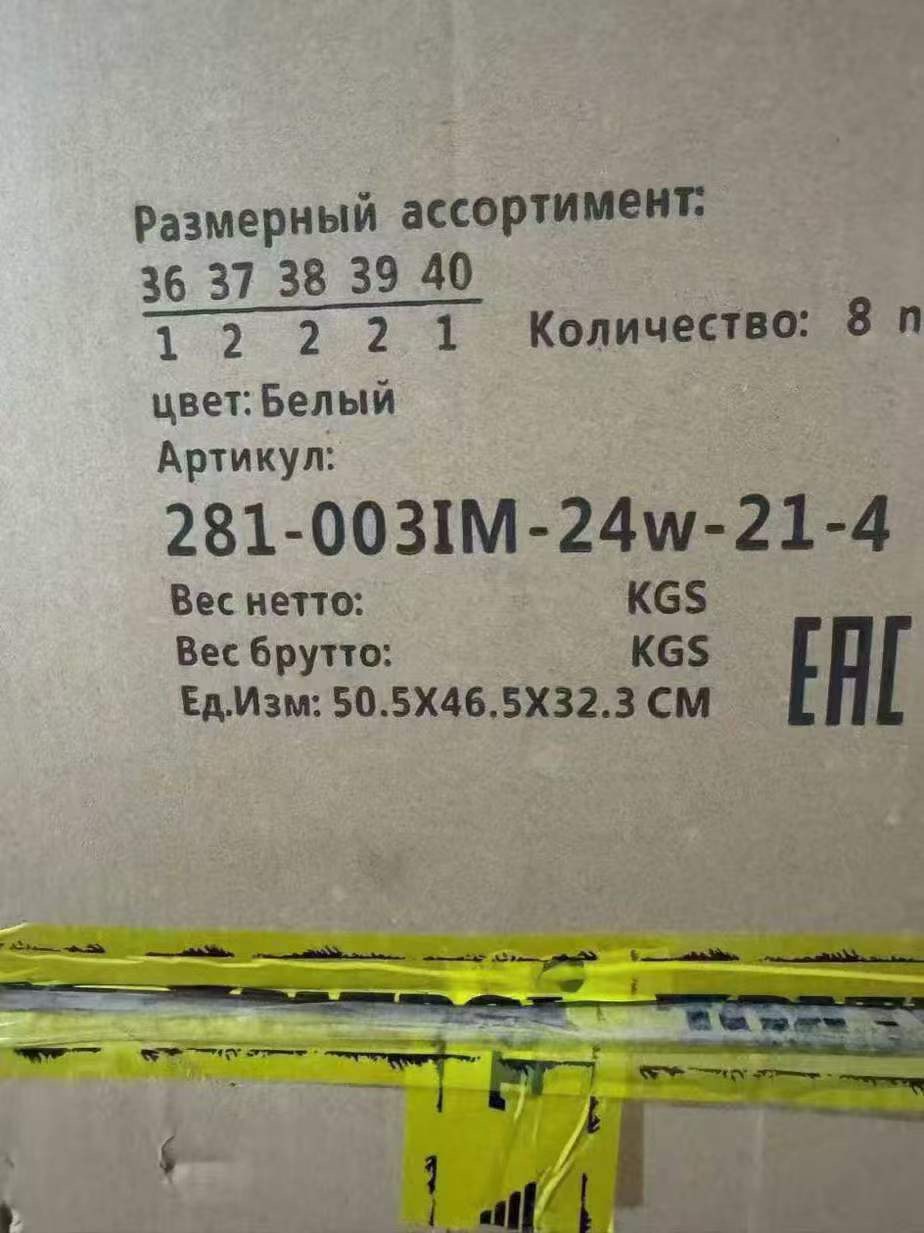 Размерный ассортимент:
36 37 38 39 40
1 2 2 2 1 Количество: 8 п
цвет: Белый
Артикул:
281-003IM-24w-21-4
Вес нетто: KGS
Вес брутто: KGS
Ед.Изм: 50.5X46.5X32.3 СМ
EAC